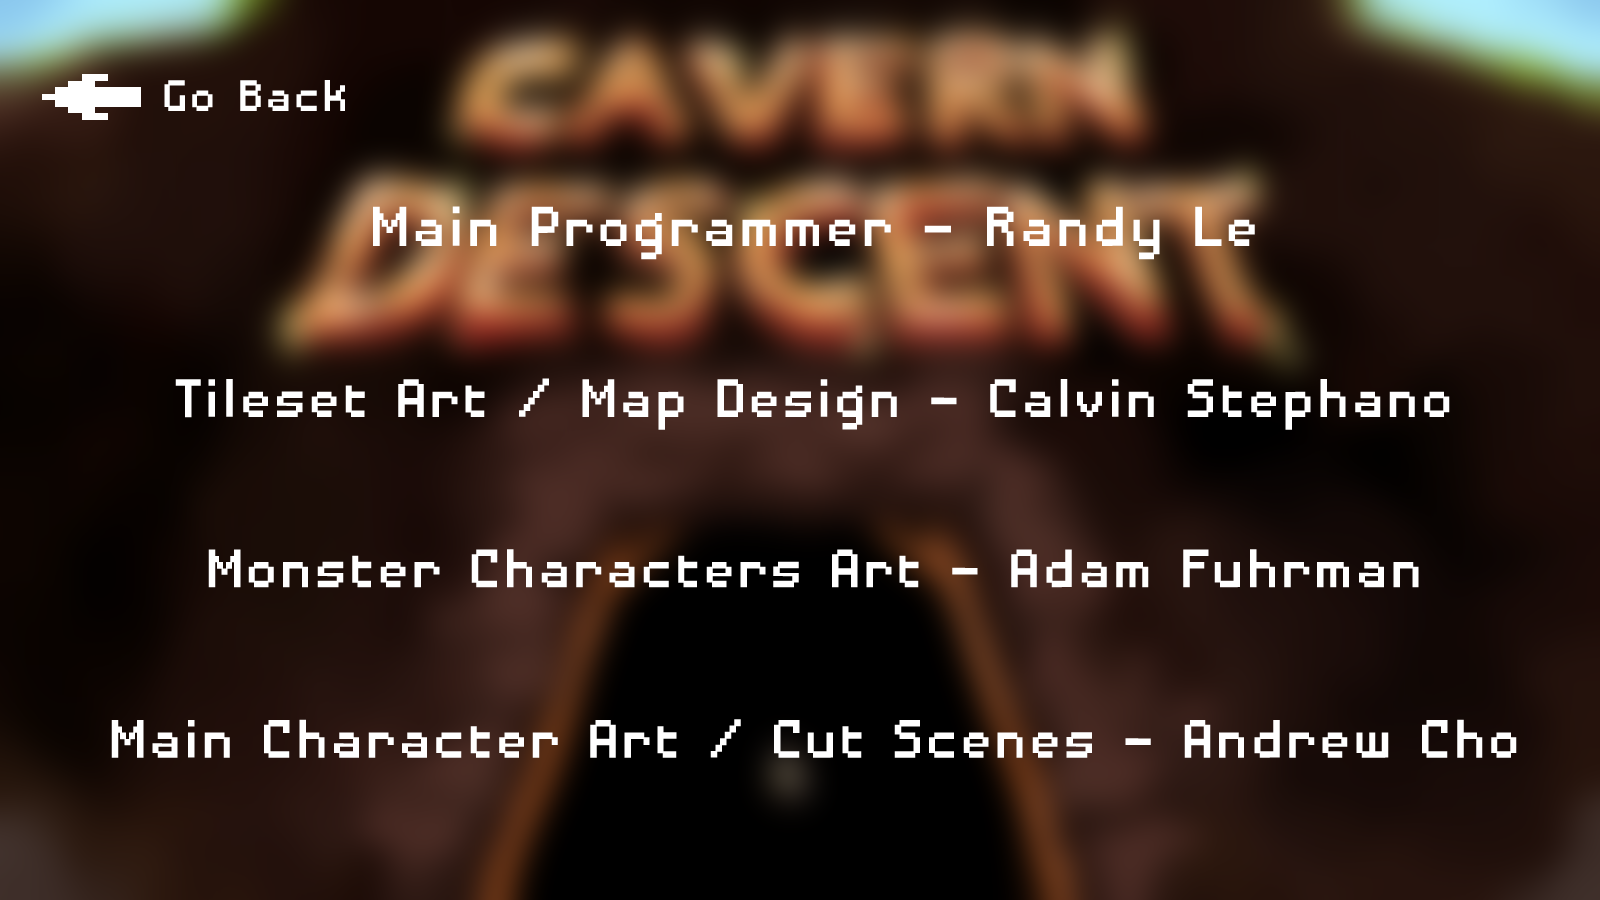 CAVERN
DESCENT
Go Back
Main Programmer - Randy Le
Tileset Art / Map Design - Calvin Stephano
Monster Characters Art - Adam Fuhrman
Main Character Art / Cut Scenes - Andrew Cho